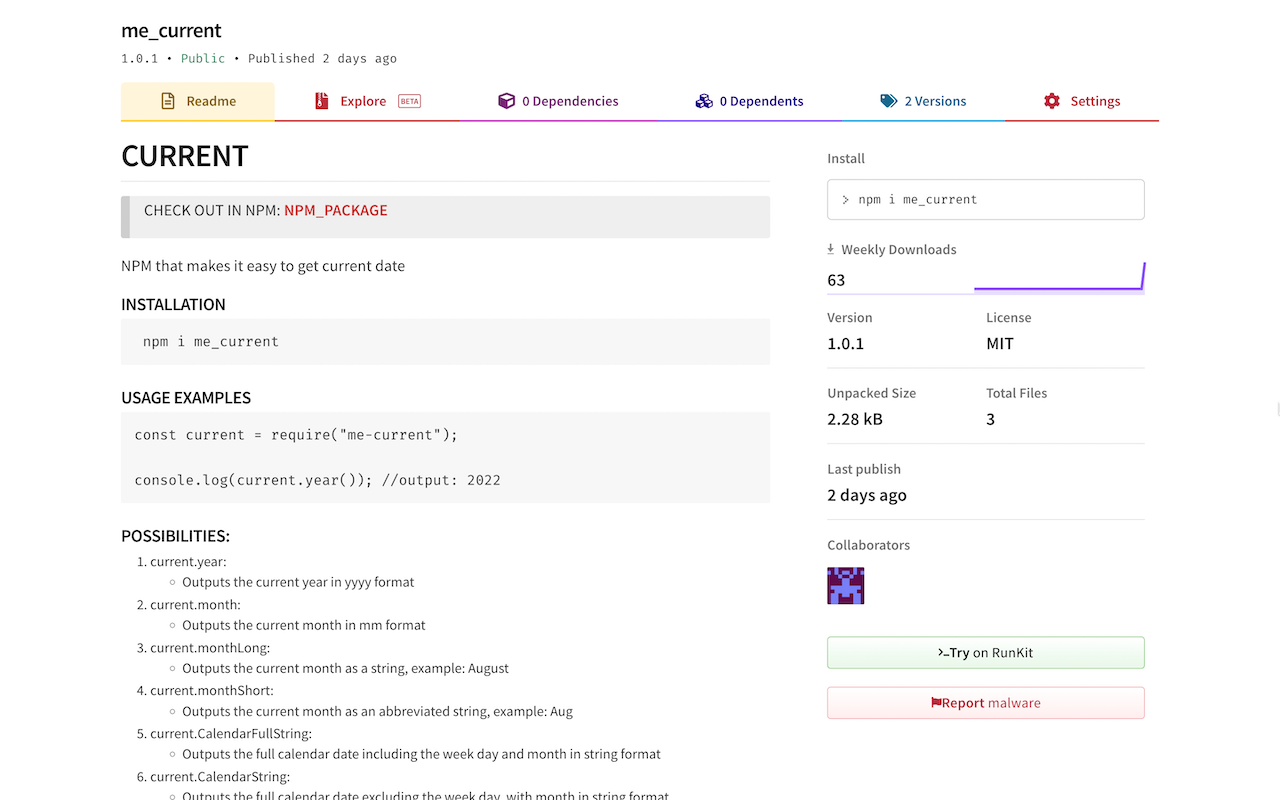 me_current
1.0.1 • Public • Published 2 days ago
Readme
Explore BETA
0 Dependencies
0 Dependents
2 Versions
Settings
CURRENT
CHECK OUT IN NPM: NPM_PACKAGE
NPM that makes it easy to get current date
INSTALLATION
npm i me_current
USAGE EXAMPLES
const current = require("me-current");
console.log(current.year()); //output: 2022
POSSIBILITIES:
1. current.year:
◦ Outputs the current year in yyyy format
2. current.month:
◦ Outputs the current month in mm format
3. current.monthLong:
◦ Outputs the current month as a string, example: August
4. current.monthShort:
◦ Outputs the current month as an abbreviated string, example: Aug
5. current.CalendarFullString:
◦ Outputs the full calendar date including the week day and month in string format
6. current.CalendarString:
◦ Outputs the full calendar date excluding the week day, with month in string format
Install
> npm i me_current
Weekly Downloads
63
Version
1.0.1
License
MIT
Unpacked Size
2.28 kB
Total Files
3
Last publish
2 days ago
Collaborators
Try on RunKit
Report malware